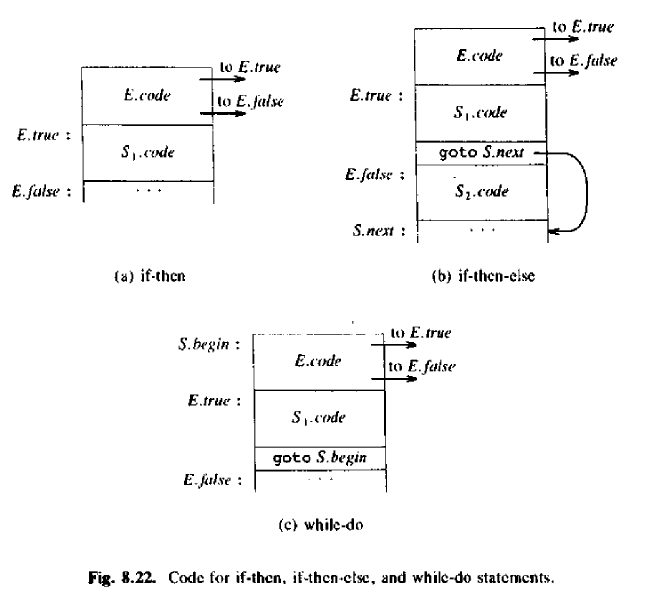 to E.true
E.code
to E.false
E.true :
S1.code
E.false :
. . .
(a) if-then
to E.true
E.code
to E.false
E.true :
S1.code
goto S.next
E.false :
S2.code
S.next :
. . .
(b) if-then-else
S.begin :
to E.true
E.code
to E.false
E.true :
S1.code
goto S.begin
E.false :
. . .
(c) while-do
Fig. 8.22. Code for if-then, if-then-else, and while-do statements.